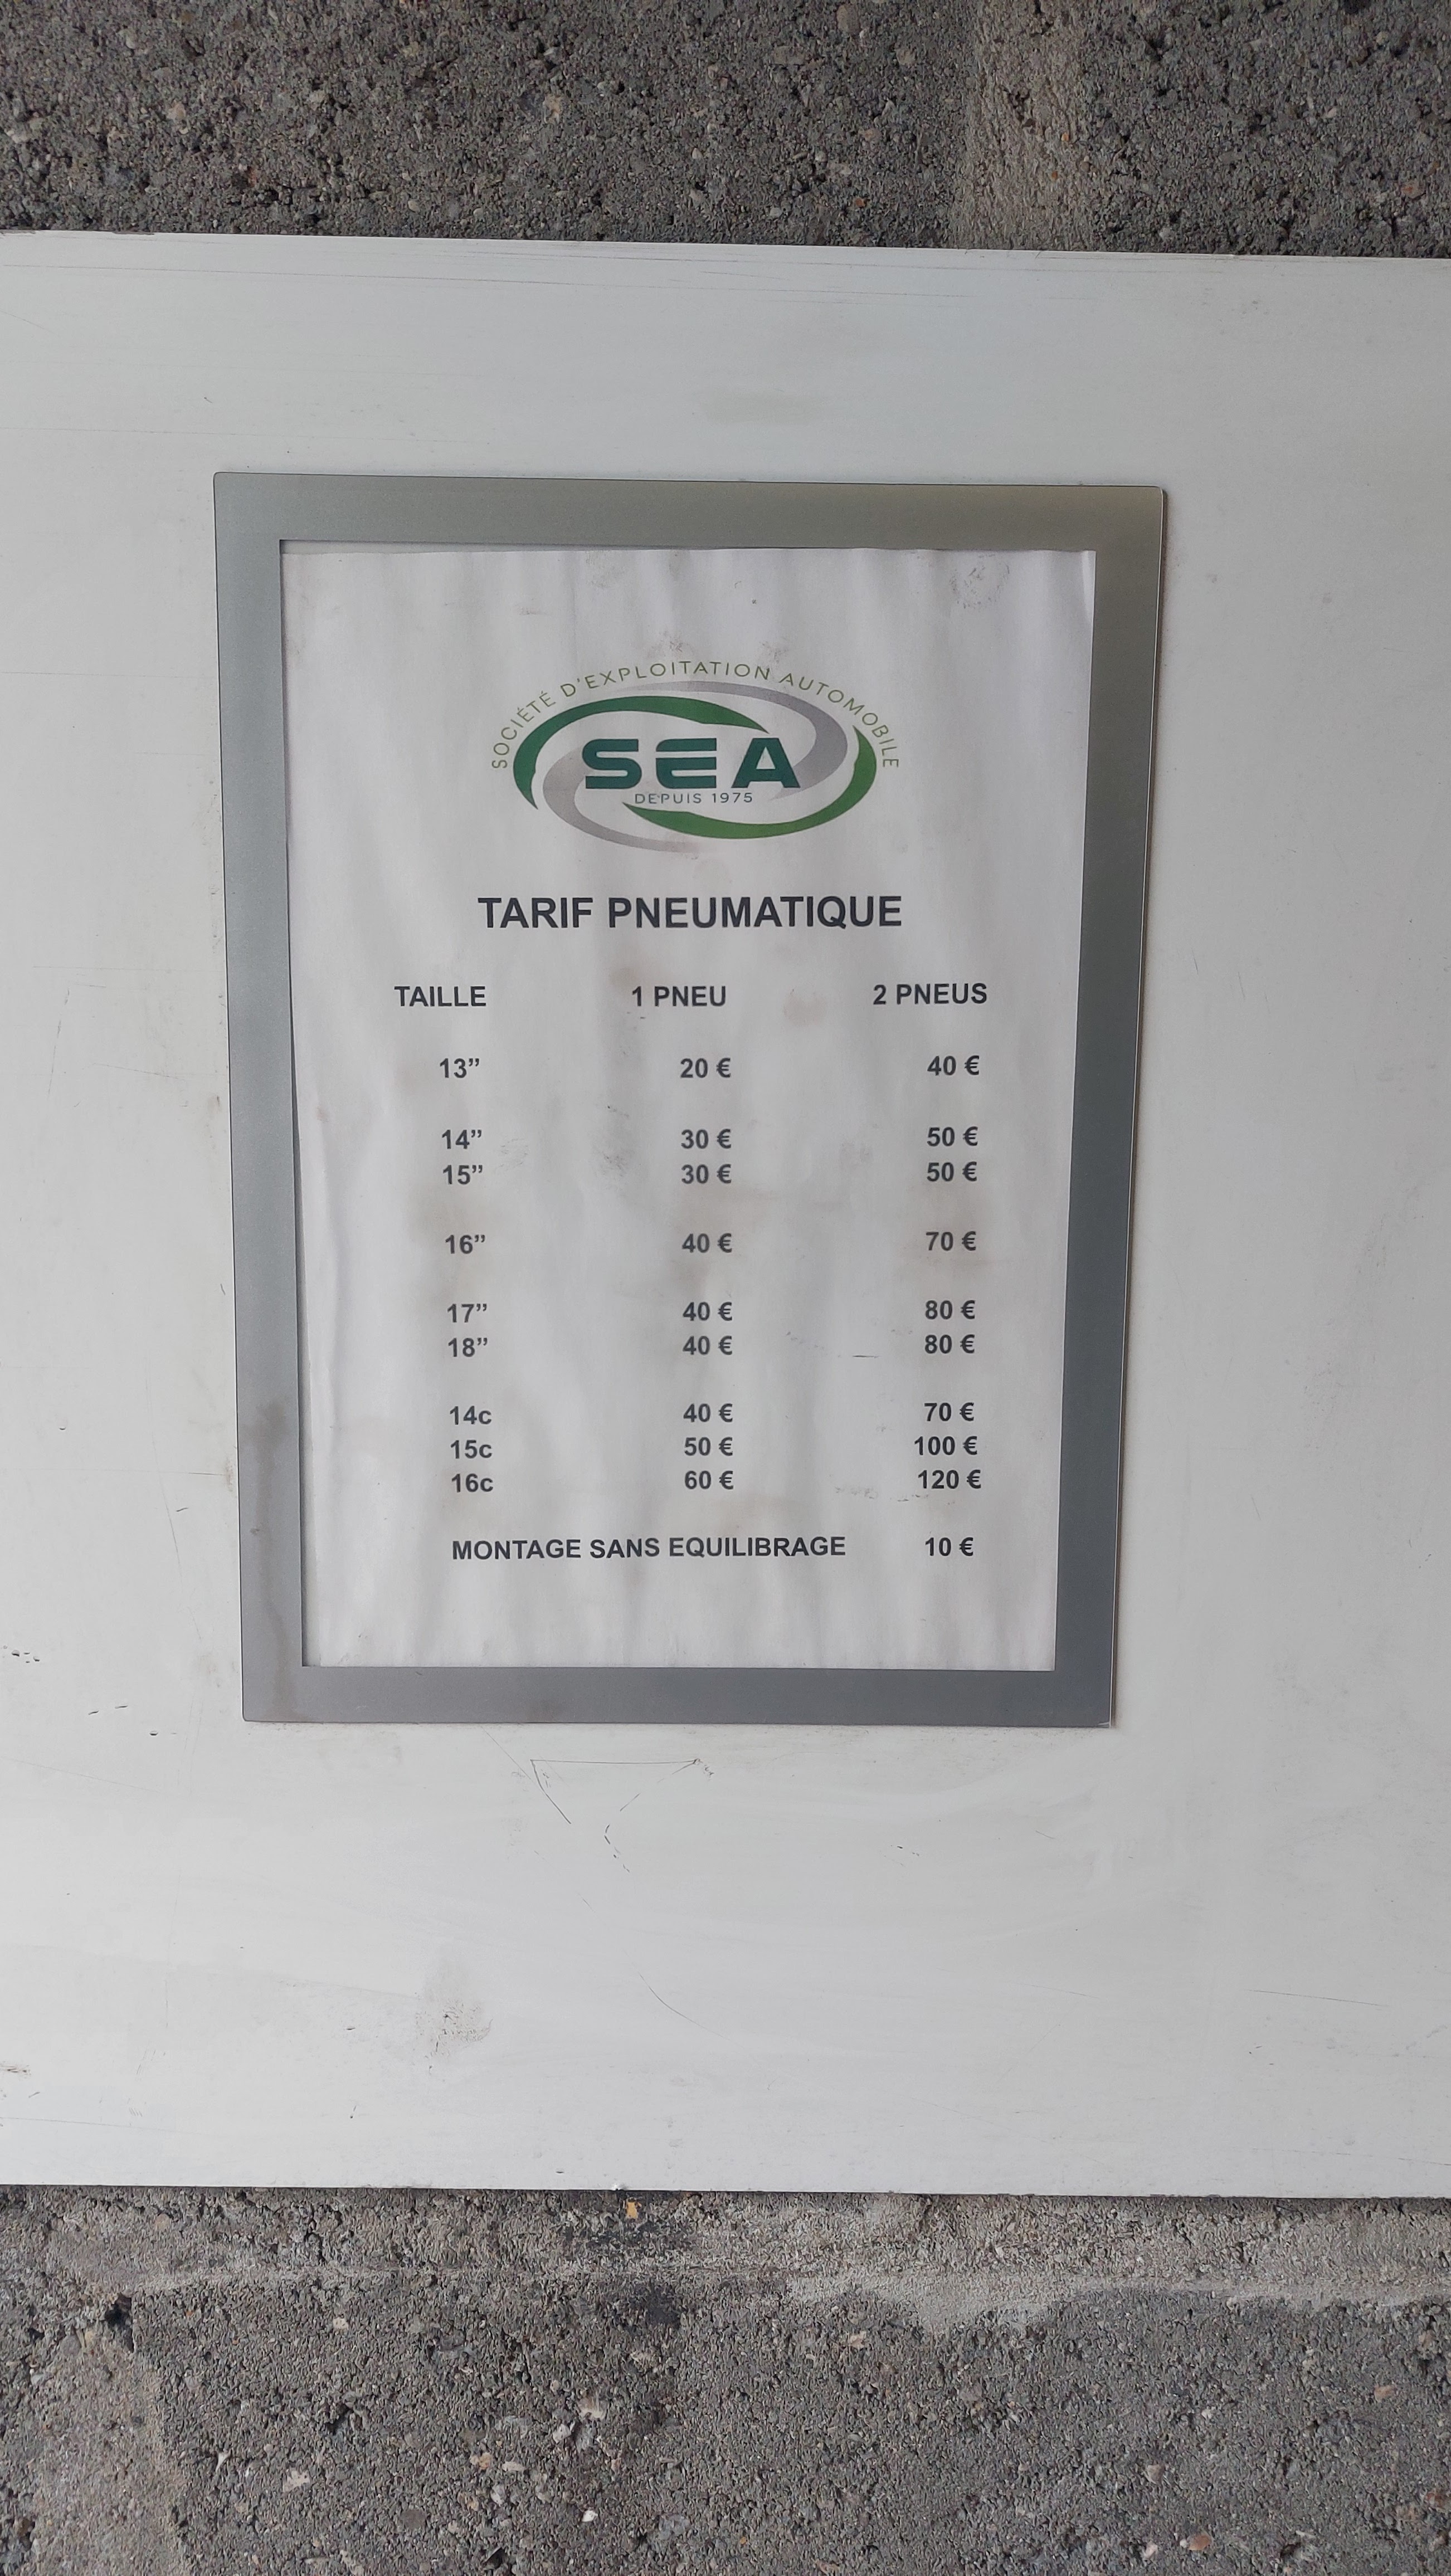 SOCIÉTÉ D'EXPLOITATION AUTOMOBILE
SEA
DEPUIS 1975
TARIF PNEUMATIQUE
TAILLE 1 PNEU 2 PNEUS
13” 20 € 40 €
14” 30 € 50 €
15” 30 € 50 €
16” 40 € 70 €
17” 40 € 80 €
18” 40 € 80 €
14c 40 € 70 €
15c 50 € 100 €
16c 60 € 120 €
MONTAGE SANS EQUILIBRAGE 10 €